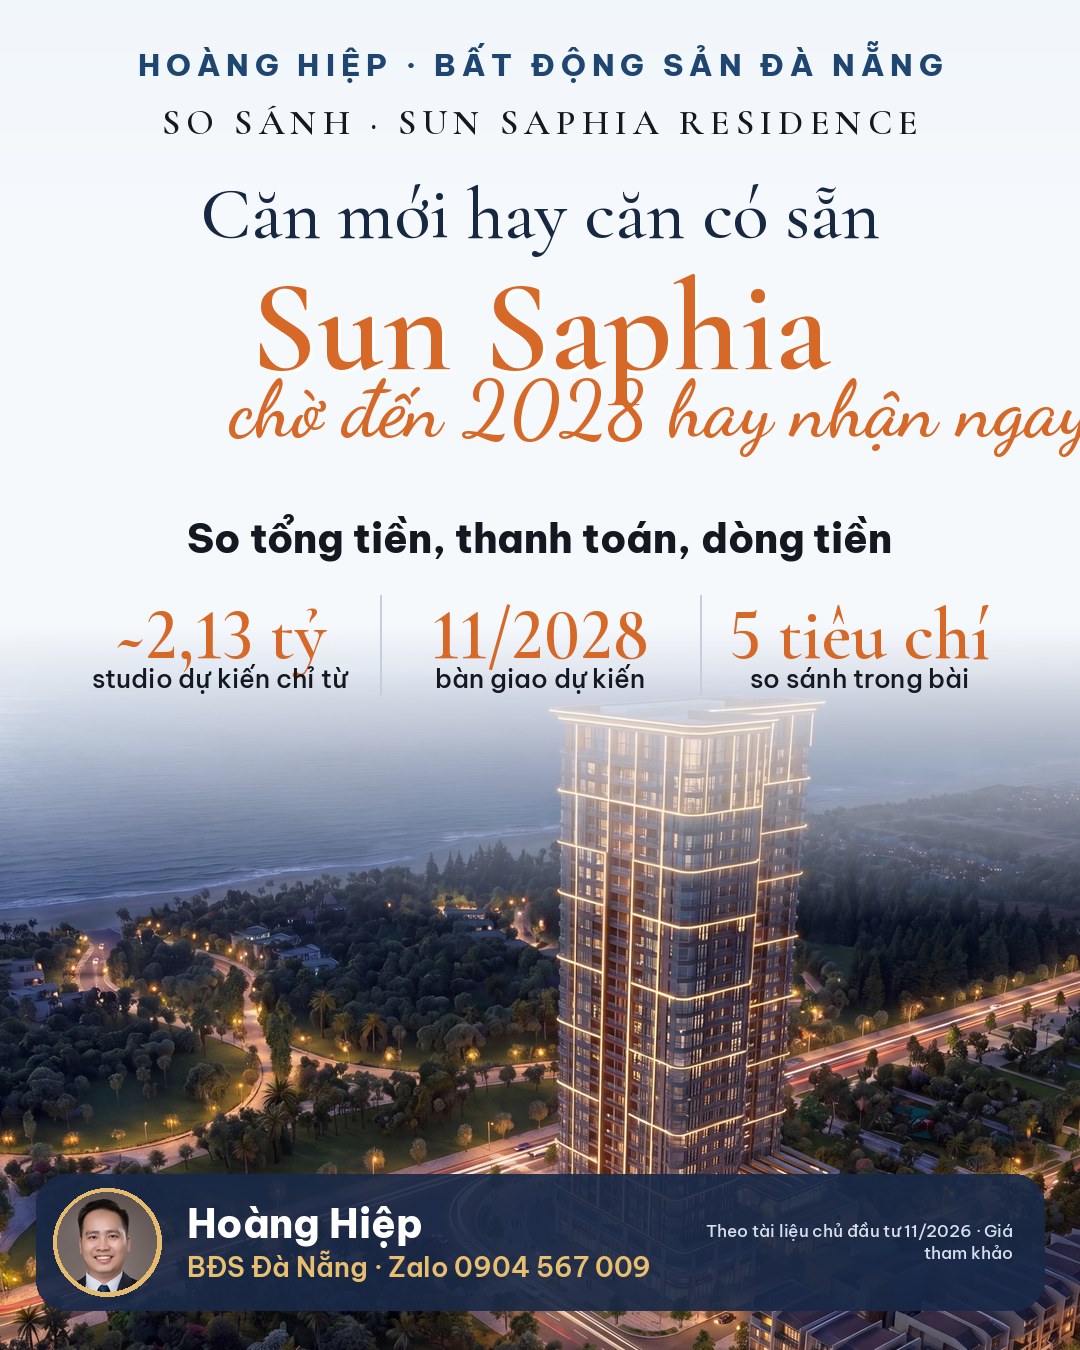 HOÀNG HIỆP · BẤT ĐỘNG SẢN ĐÀ NẴNG
SO SÁNH · SUN SAPHIA RESIDENCE
Căn mới hay căn có sẵn
Sun Saphia
chờ đến 2028 hay nhận ngay
So tổng tiền, thanh toán, dòng tiền
~2,13 tỷ
studio dự kiến chỉ từ
11/2028
bàn giao dự kiến
5 tiêu chí
so sánh trong bài
Hoàng Hiệp
BĐS Đà Nẵng · Zalo 0904 567 009
Theo tài liệu chủ đầu tư 11/2026 · Giá
tham khảo